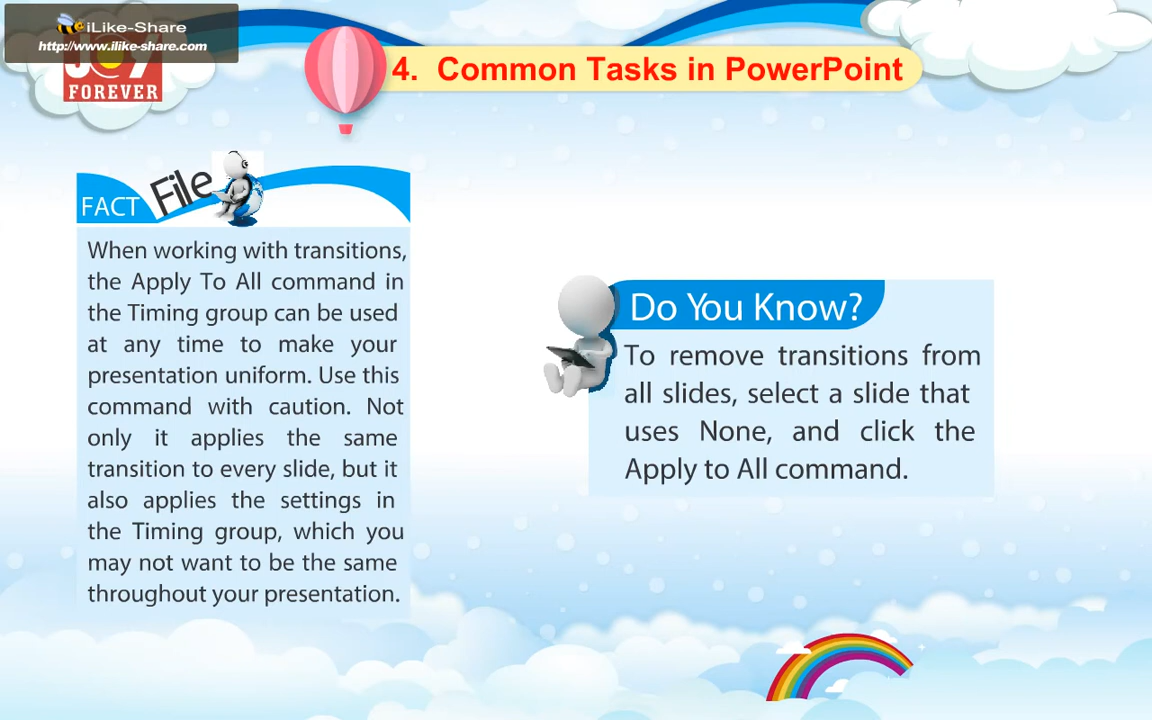 iLike-Share
http://www.ilike-share.com
FOREVER
4. Common Tasks in PowerPoint
FACT File
When working with transitions,
the Apply To All command in
the Timing group can be used
at any time to make your
presentation uniform. Use this
command with caution. Not
only it applies the same
transition to every slide, but it
also applies the settings in
the Timing group, which you
may not want to be the same
throughout your presentation.
Do You Know?
To remove transitions from
all slides, select a slide that
uses None, and click the
Apply to All command.